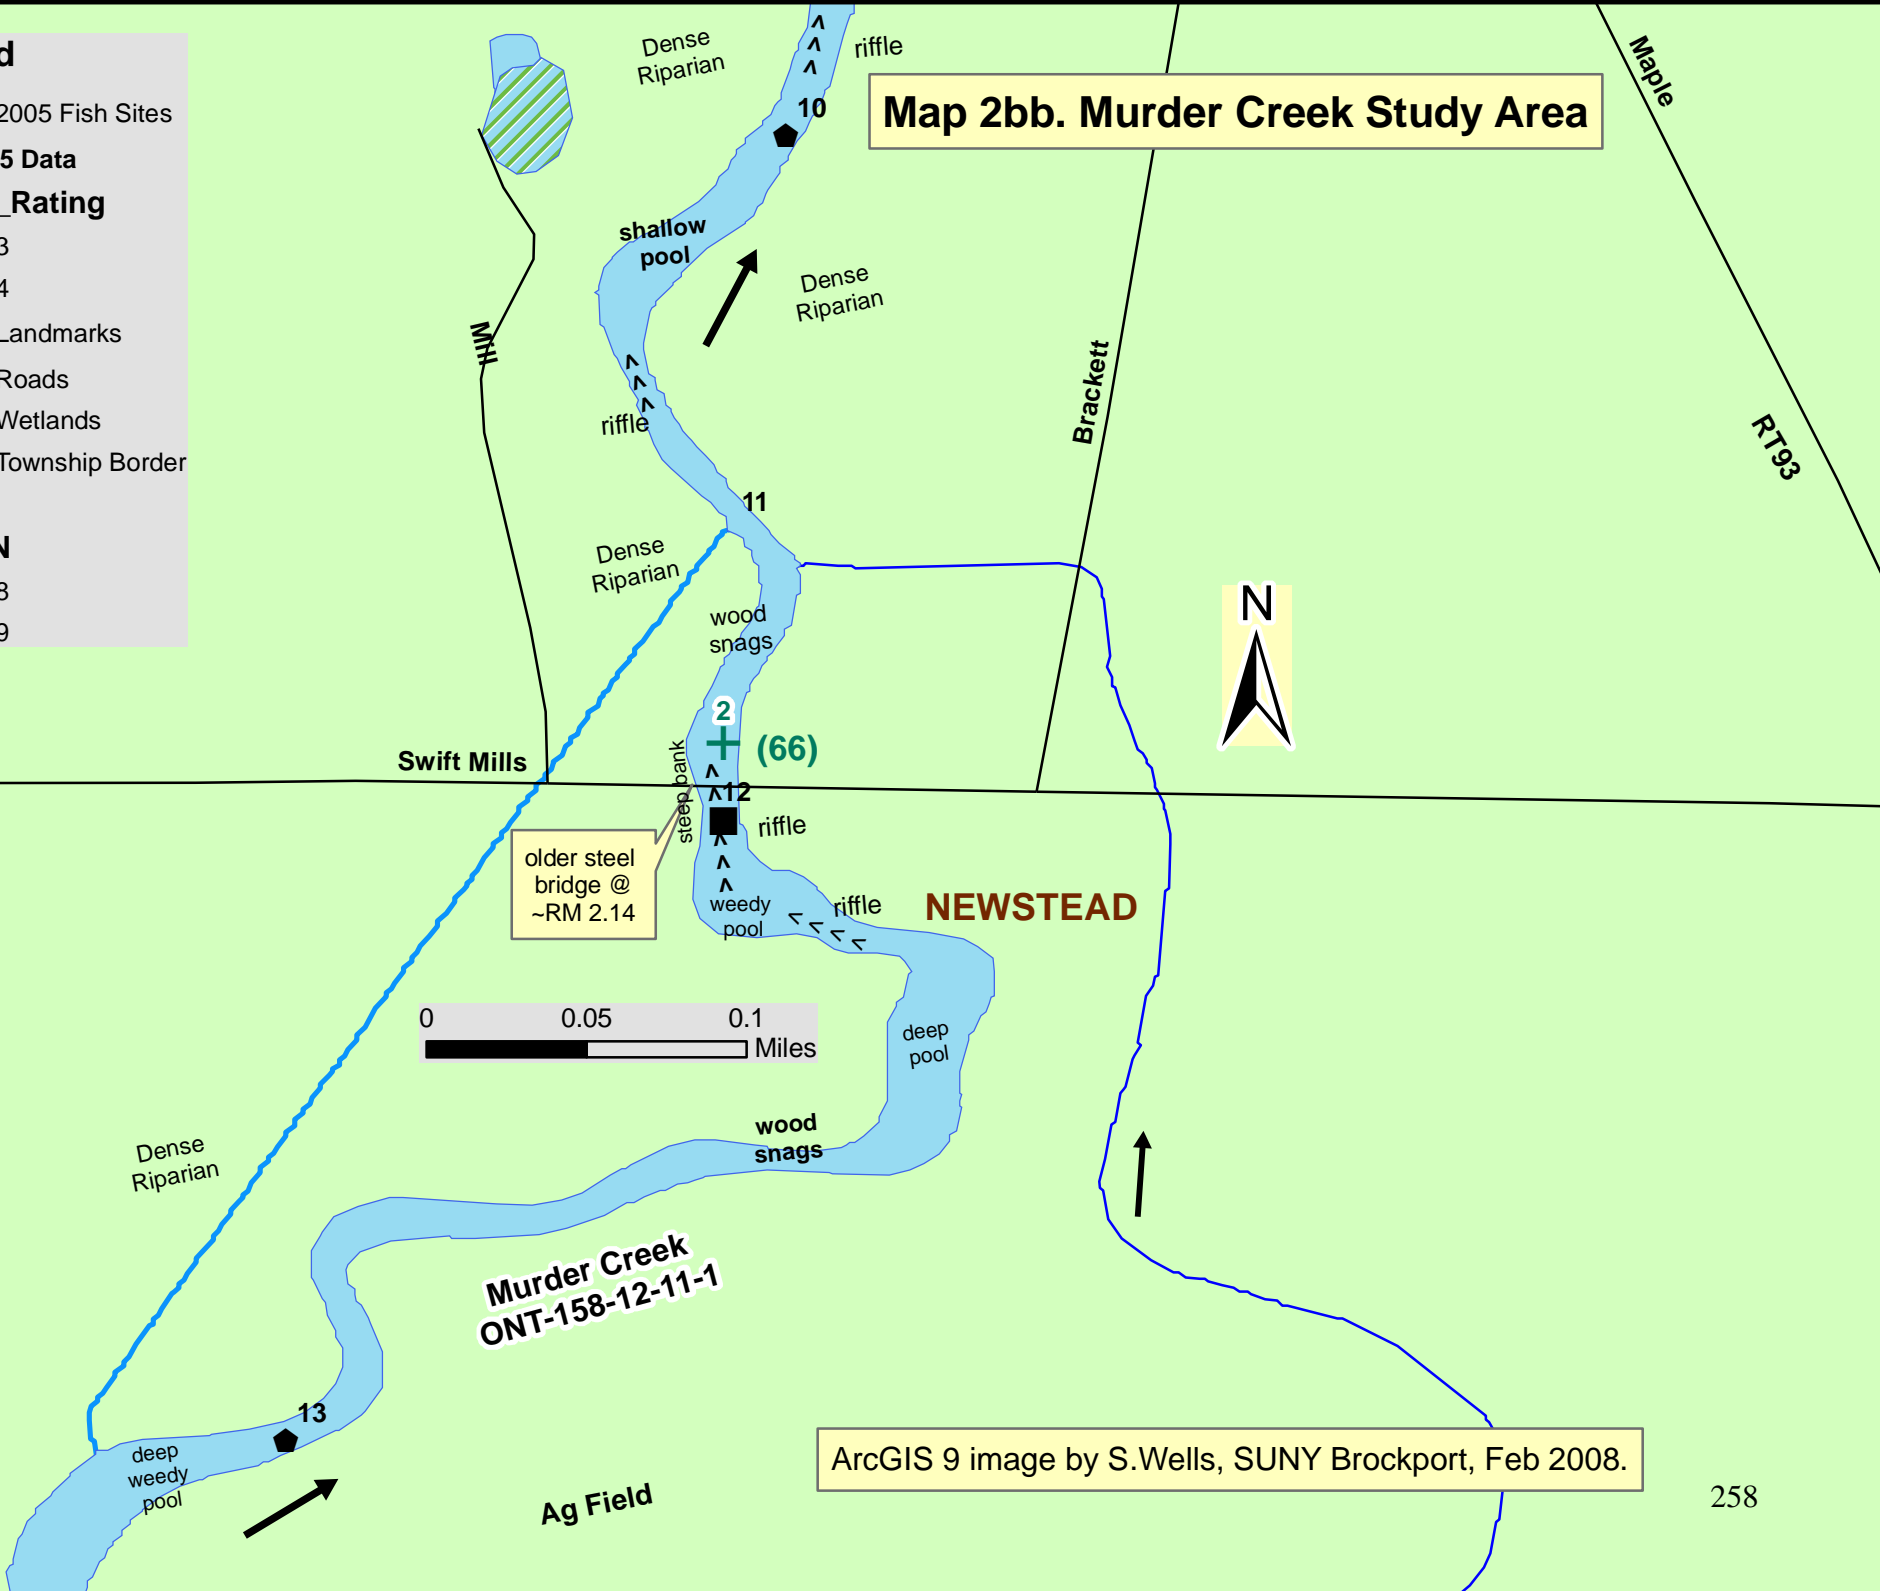 d
2005 Fish Sites
5 Data
_Rating
3
4
Landmarks
Roads
Wetlands
Township Border
N
8
9
Dense
Riparian
riffle
10
Map 2bb. Murder Creek Study Area
Maple
shallow
pool
Dense
Riparian
Mill
riffle
Brackett
RT93
11
Dense
Riparian
wood
snags
N
2
(66)
Swift Mills
steep bank
12
riffle
older steel
bridge @
~RM 2.14
weedy
pool
riffle
NEWSTEAD
0 0.05 0.1
Miles
deep
pool
wood
snags
Dense
Riparian
Murder Creek
ONT-158-12-11-1
13
deep
weedy
pool
Ag Field
ArcGIS 9 image by S.Wells, SUNY Brockport, Feb 2008.
258